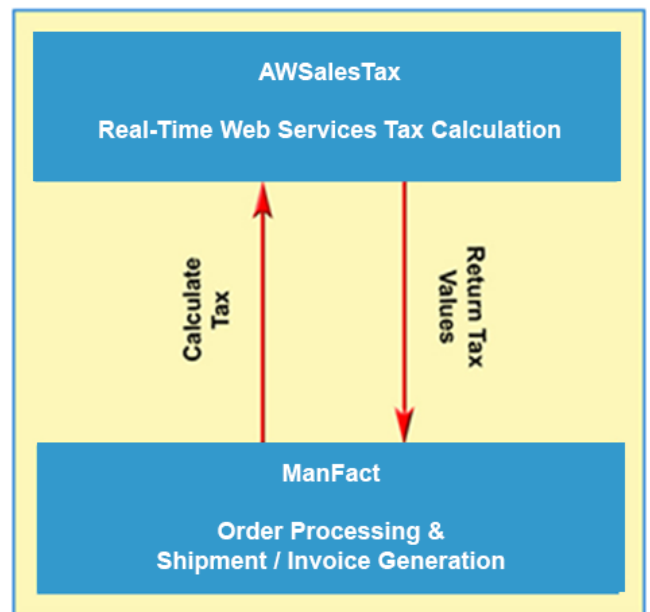 AWSalesTax
Real-Time Web Services Tax Calculation
Calculate
Tax
Return Tax
Values
ManFact
Order Processing &
Shipment / Invoice Generation